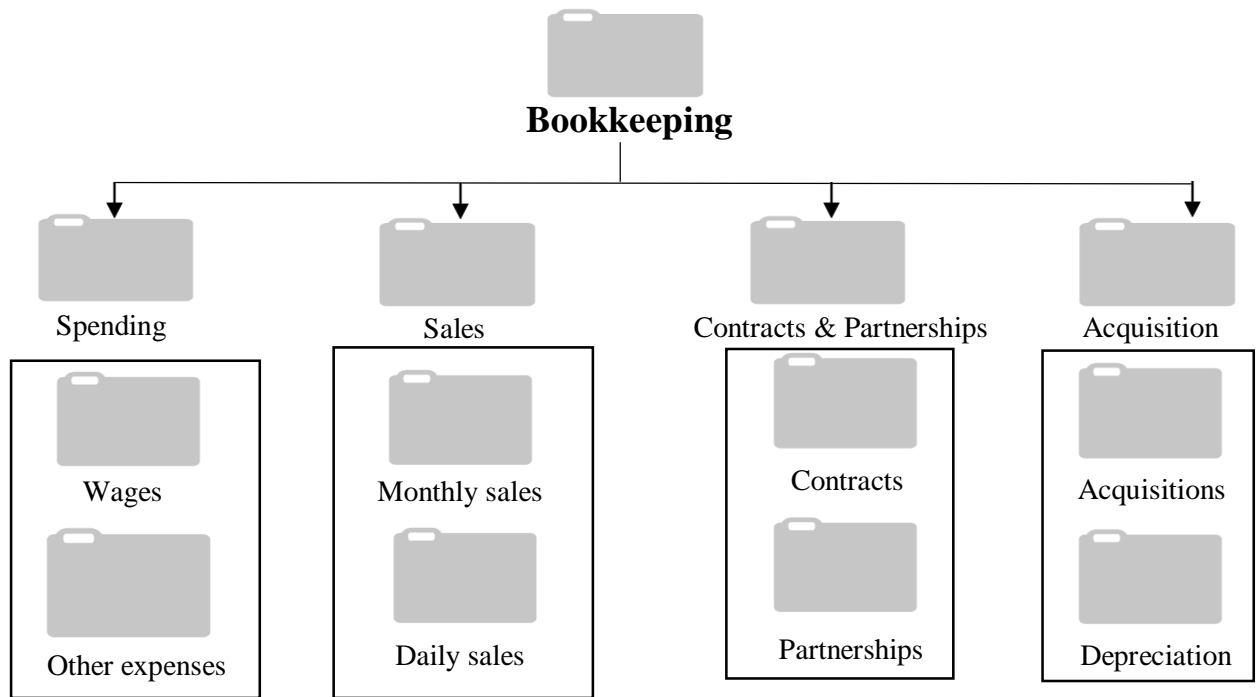 Bookkeeping
Spending
Sales
Contracts & Partnerships
Acquisition
Wages
Monthly sales
Contracts
Acquisitions
Other expenses
Daily sales
Partnerships
Depreciation